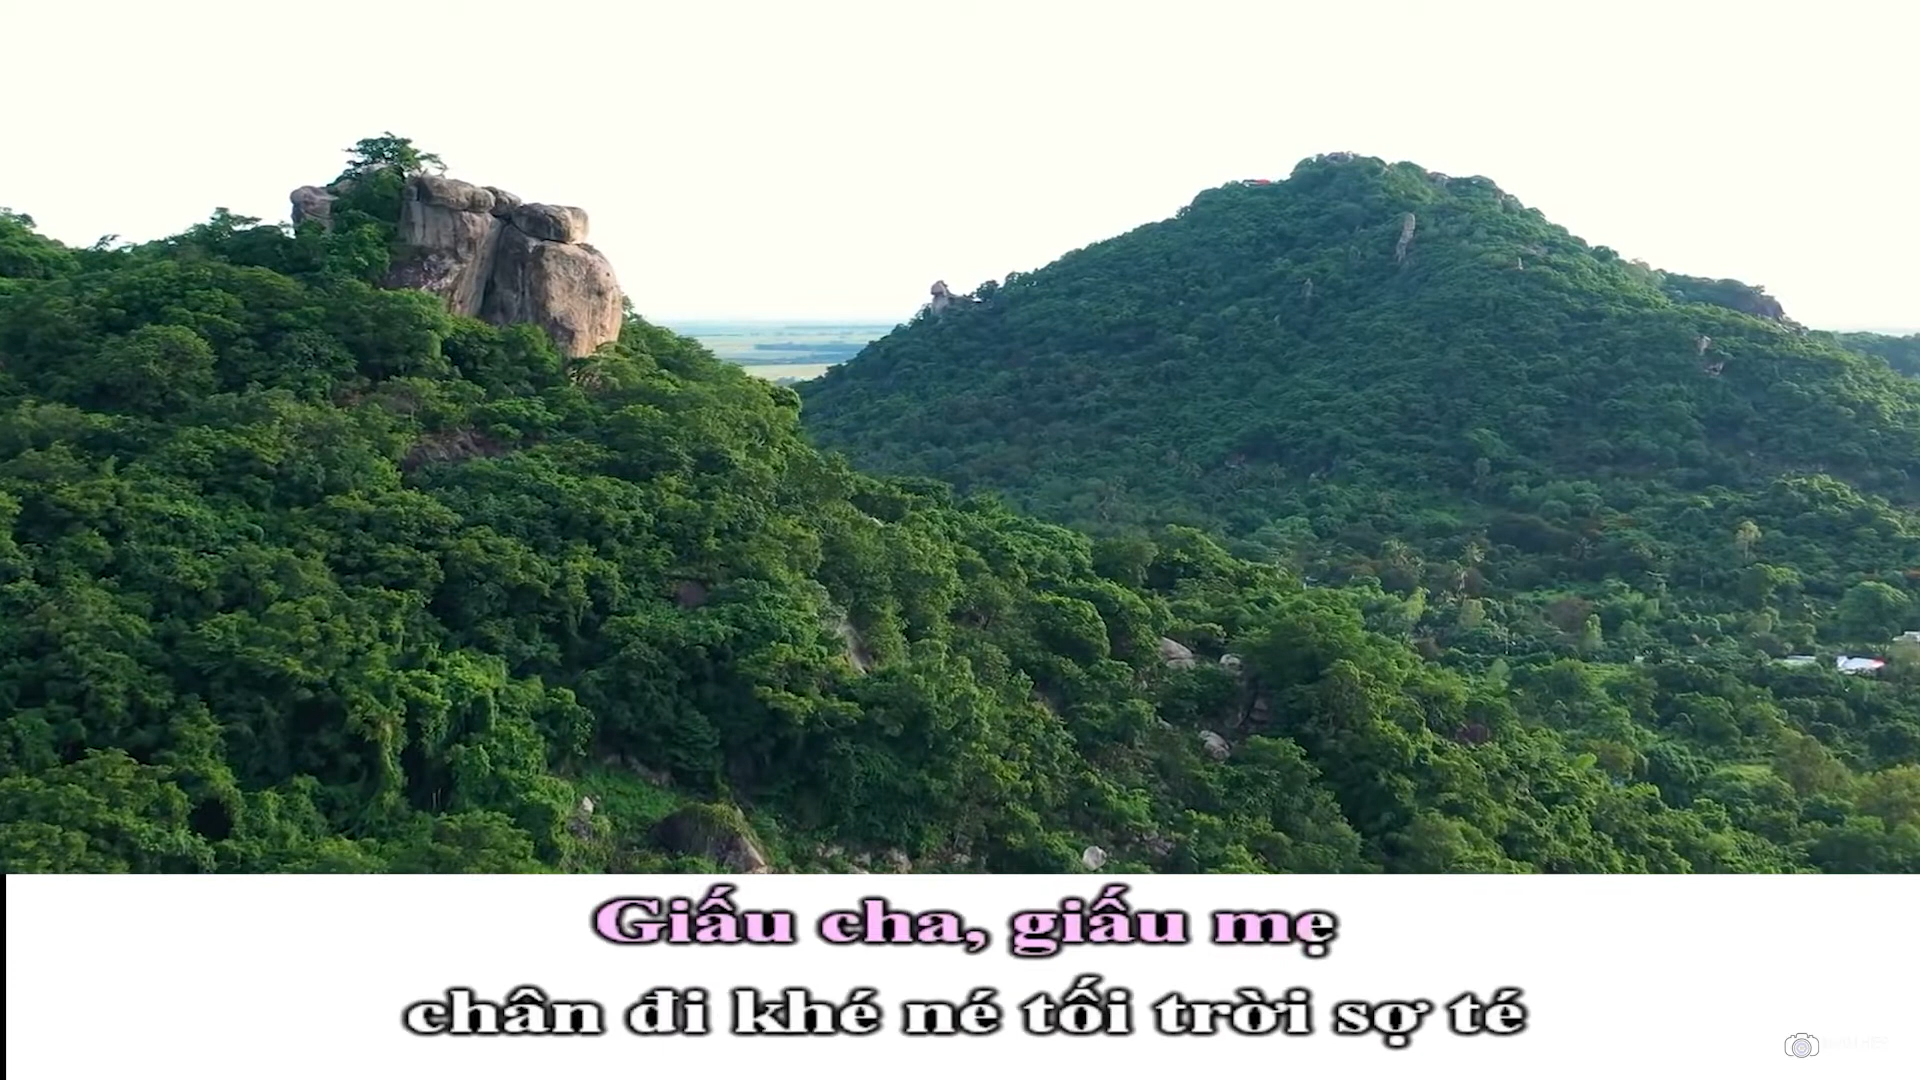 Giấu cha, giấu mẹ
chân đi khé né tối trời sợ té